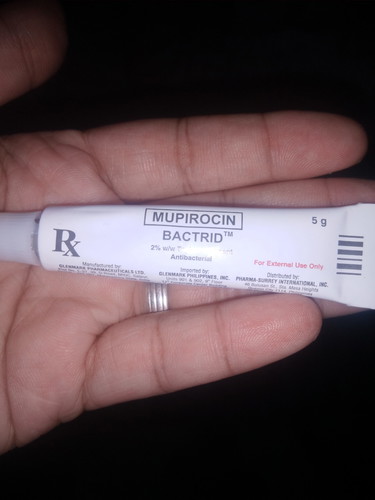 MUPIROCIN
BACTRID™
2% w/w
Antibacterial
5 g
Rx
For External Use Only
Manufactured by:
GLENMARK PHARMACEUTICALS LTD.
Imported by:
GLENMARK PHILIPPINES, INC.
Distributed by:
PHARMA-SURREY INTERNATIONAL, INC.